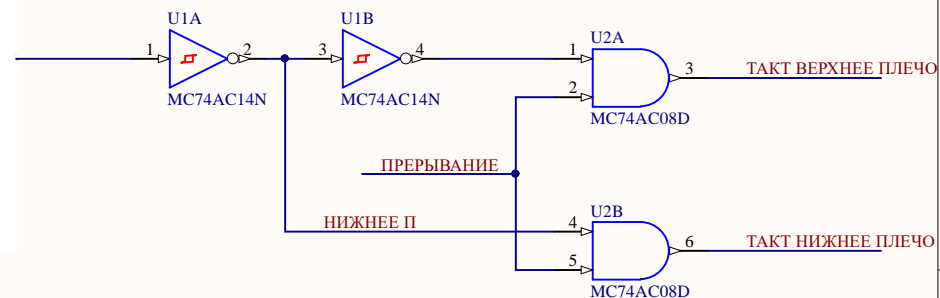 U1A
1
2
MC74AC14N
U1B
3
4
MC74AC14N
U2A
1
2
3
MC74AC08D
ТАКТ ВЕРХНЕЕ ПЛЕЧО
ПРЕРЫВАНИЕ
НИЖНЕЕ П
U2B
4
5
6
MC74AC08D
ТАКТ НИЖНЕЕ ПЛЕЧО